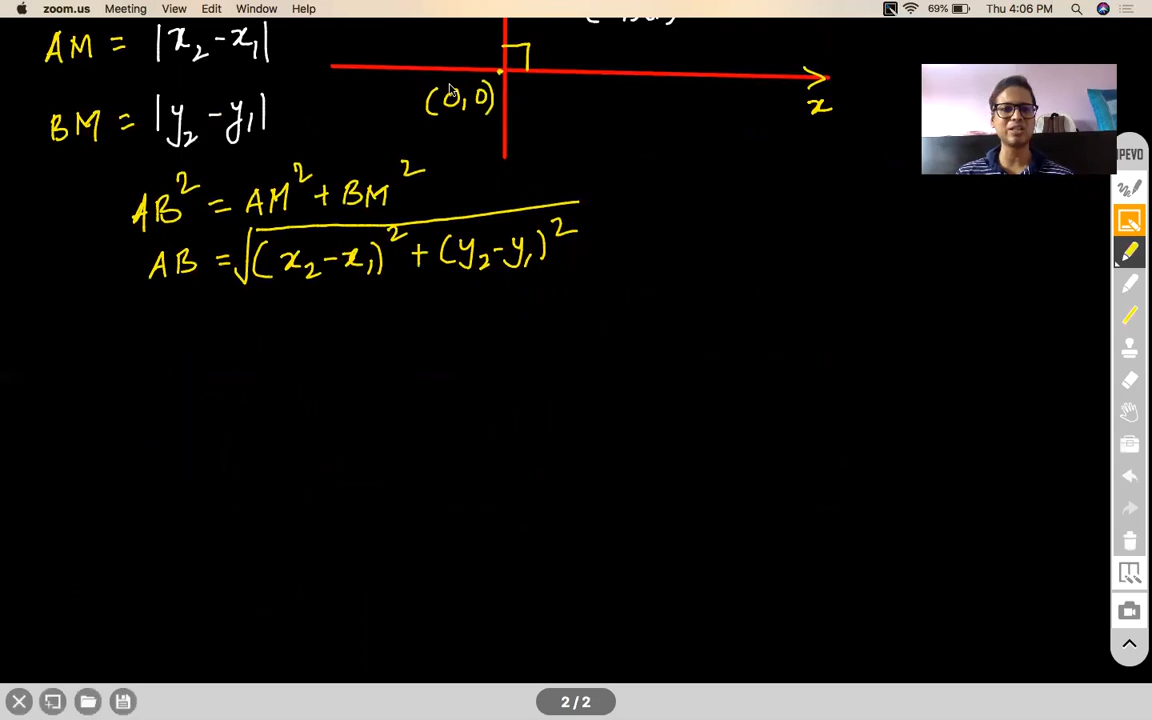 zoom.us Meeting View Edit Window Help 69% Thu 4:06 PM
AM = |x₂ - x₁|
(0, 0)
x
BM = |y₂ - y₁|
AB² = AM² + BM²
AB = √(x₂ - x₁)² + (y₂ - y₁)²
IPEVO
2/2